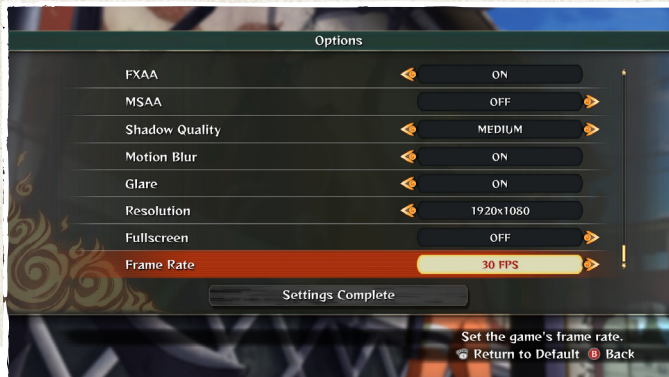 Options
FXAA ON
MSAA OFF
Shadow Quality MEDIUM
Motion Blur ON
Glare ON
Resolution 1920x1080
Fullscreen OFF
Frame Rate 30 FPS
Settings Complete
Set the game's frame rate.
Return to Default B Back